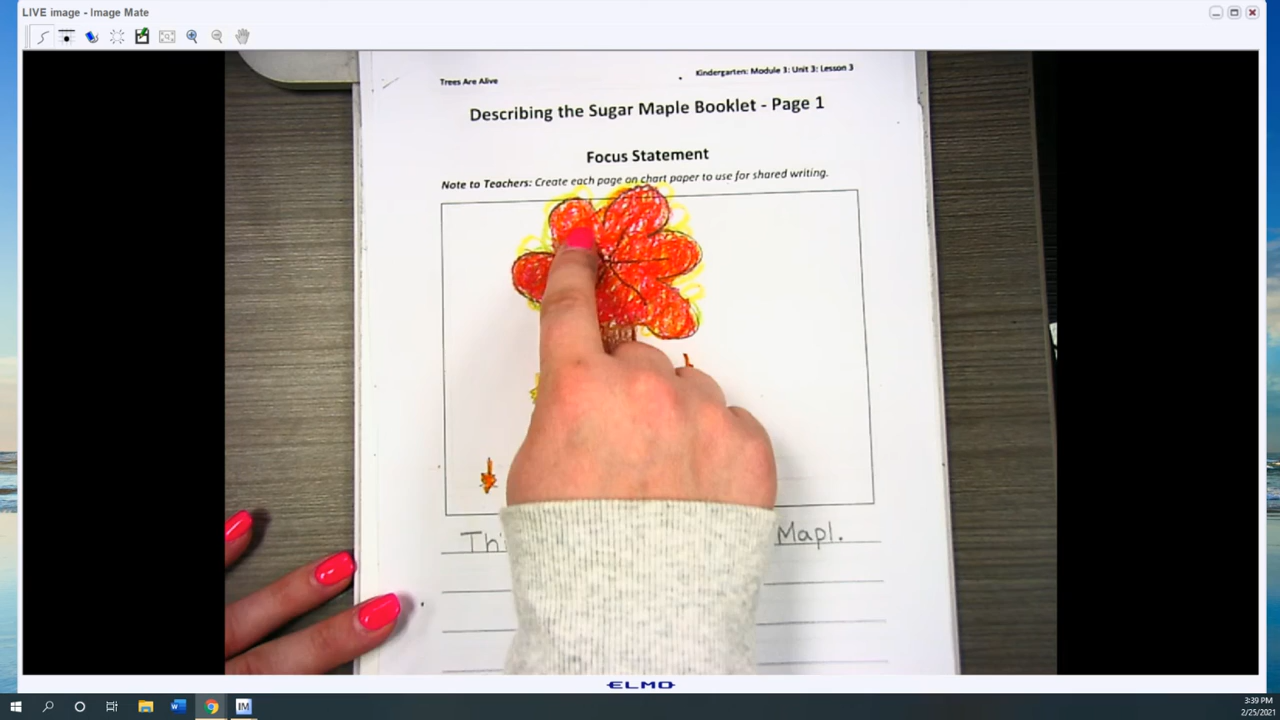 LIVE image - Image Mate
Trees Are Alive
Kindergarten: Module 3: Unit 3: Lesson 3
Describing the Sugar Maple Booklet - Page 1
Focus Statement
Note to Teachers: Create each page on chart paper to use for shared writing.
Mapl.
ELMO
3:39 PM
2/25/2021